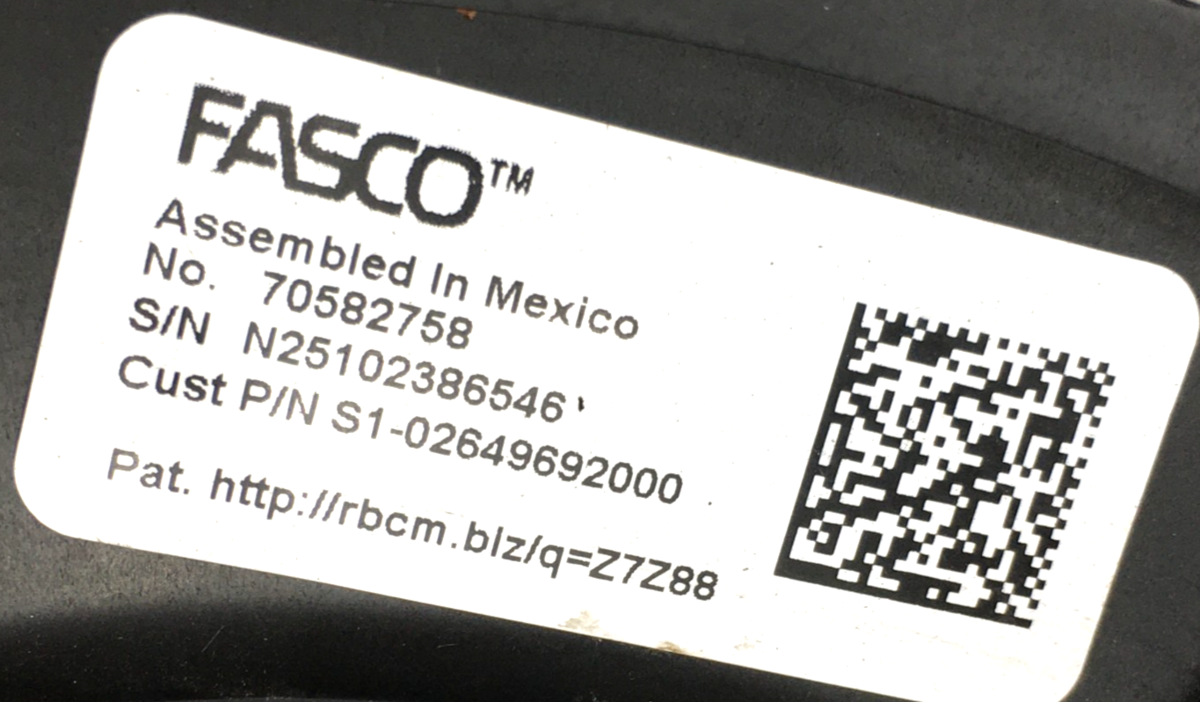 FASCO™
Assembled In Mexico
No. 70582758
S/N N25102386546
Cust P/N S1-02649692000
Pat. http://rbcm.blz/q=Z7Z88